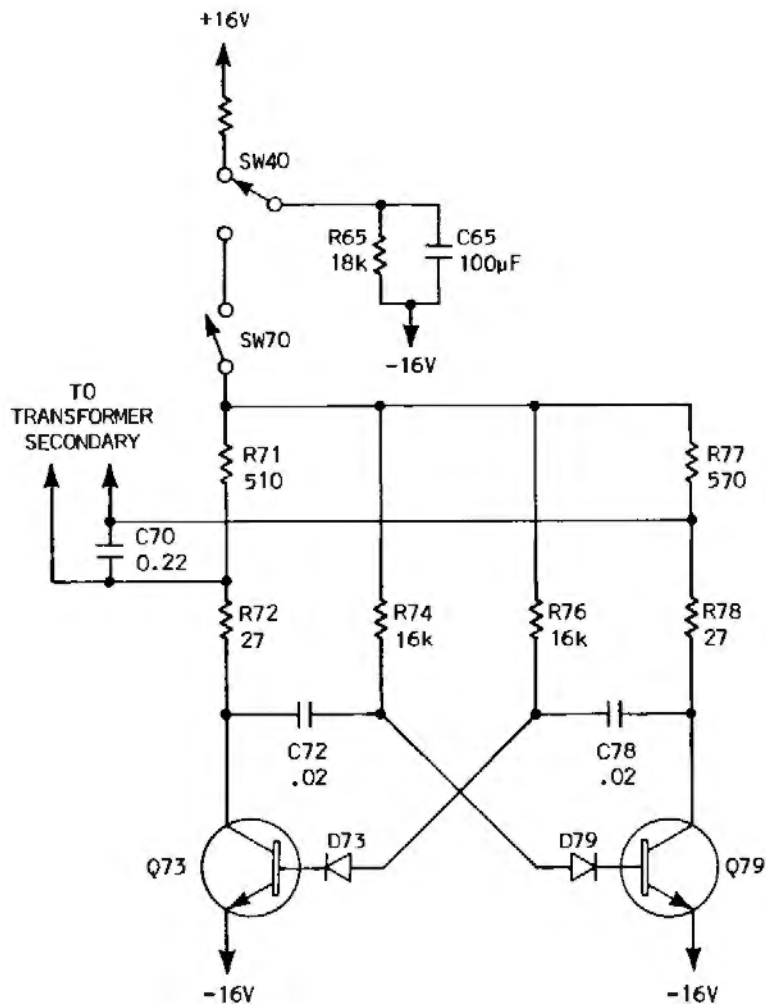 +16V
SW40
R65
18k
C65
100µF
-16V
SW70
TO
TRANSFORMER
SECONDARY
R71
510
R77
570
C70
0.22
R72
27
R74
16k
R76
16k
R78
27
C72
.02
C78
.02
Q73
D73
D79
Q79
-16V
-16V